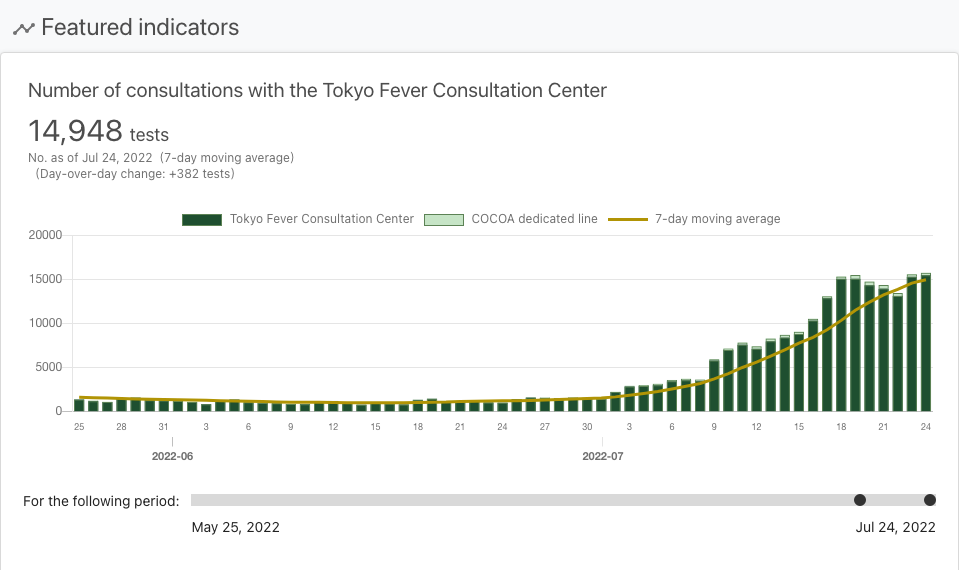 Featured indicators
Number of consultations with the Tokyo Fever Consultation Center
14,948 tests
No. as of Jul 24, 2022 (7-day moving average)
(Day-over-day change: +382 tests)
Tokyo Fever Consultation Center COCOA dedicated line 7-day moving average
20000
15000
10000
5000
0
25 28 31 3 6 9 12 15 18 21 24 27 30 3 6 9 12 15 18 21 24
2022-06 2022-07
For the following period:
May 25, 2022 Jul 24, 2022